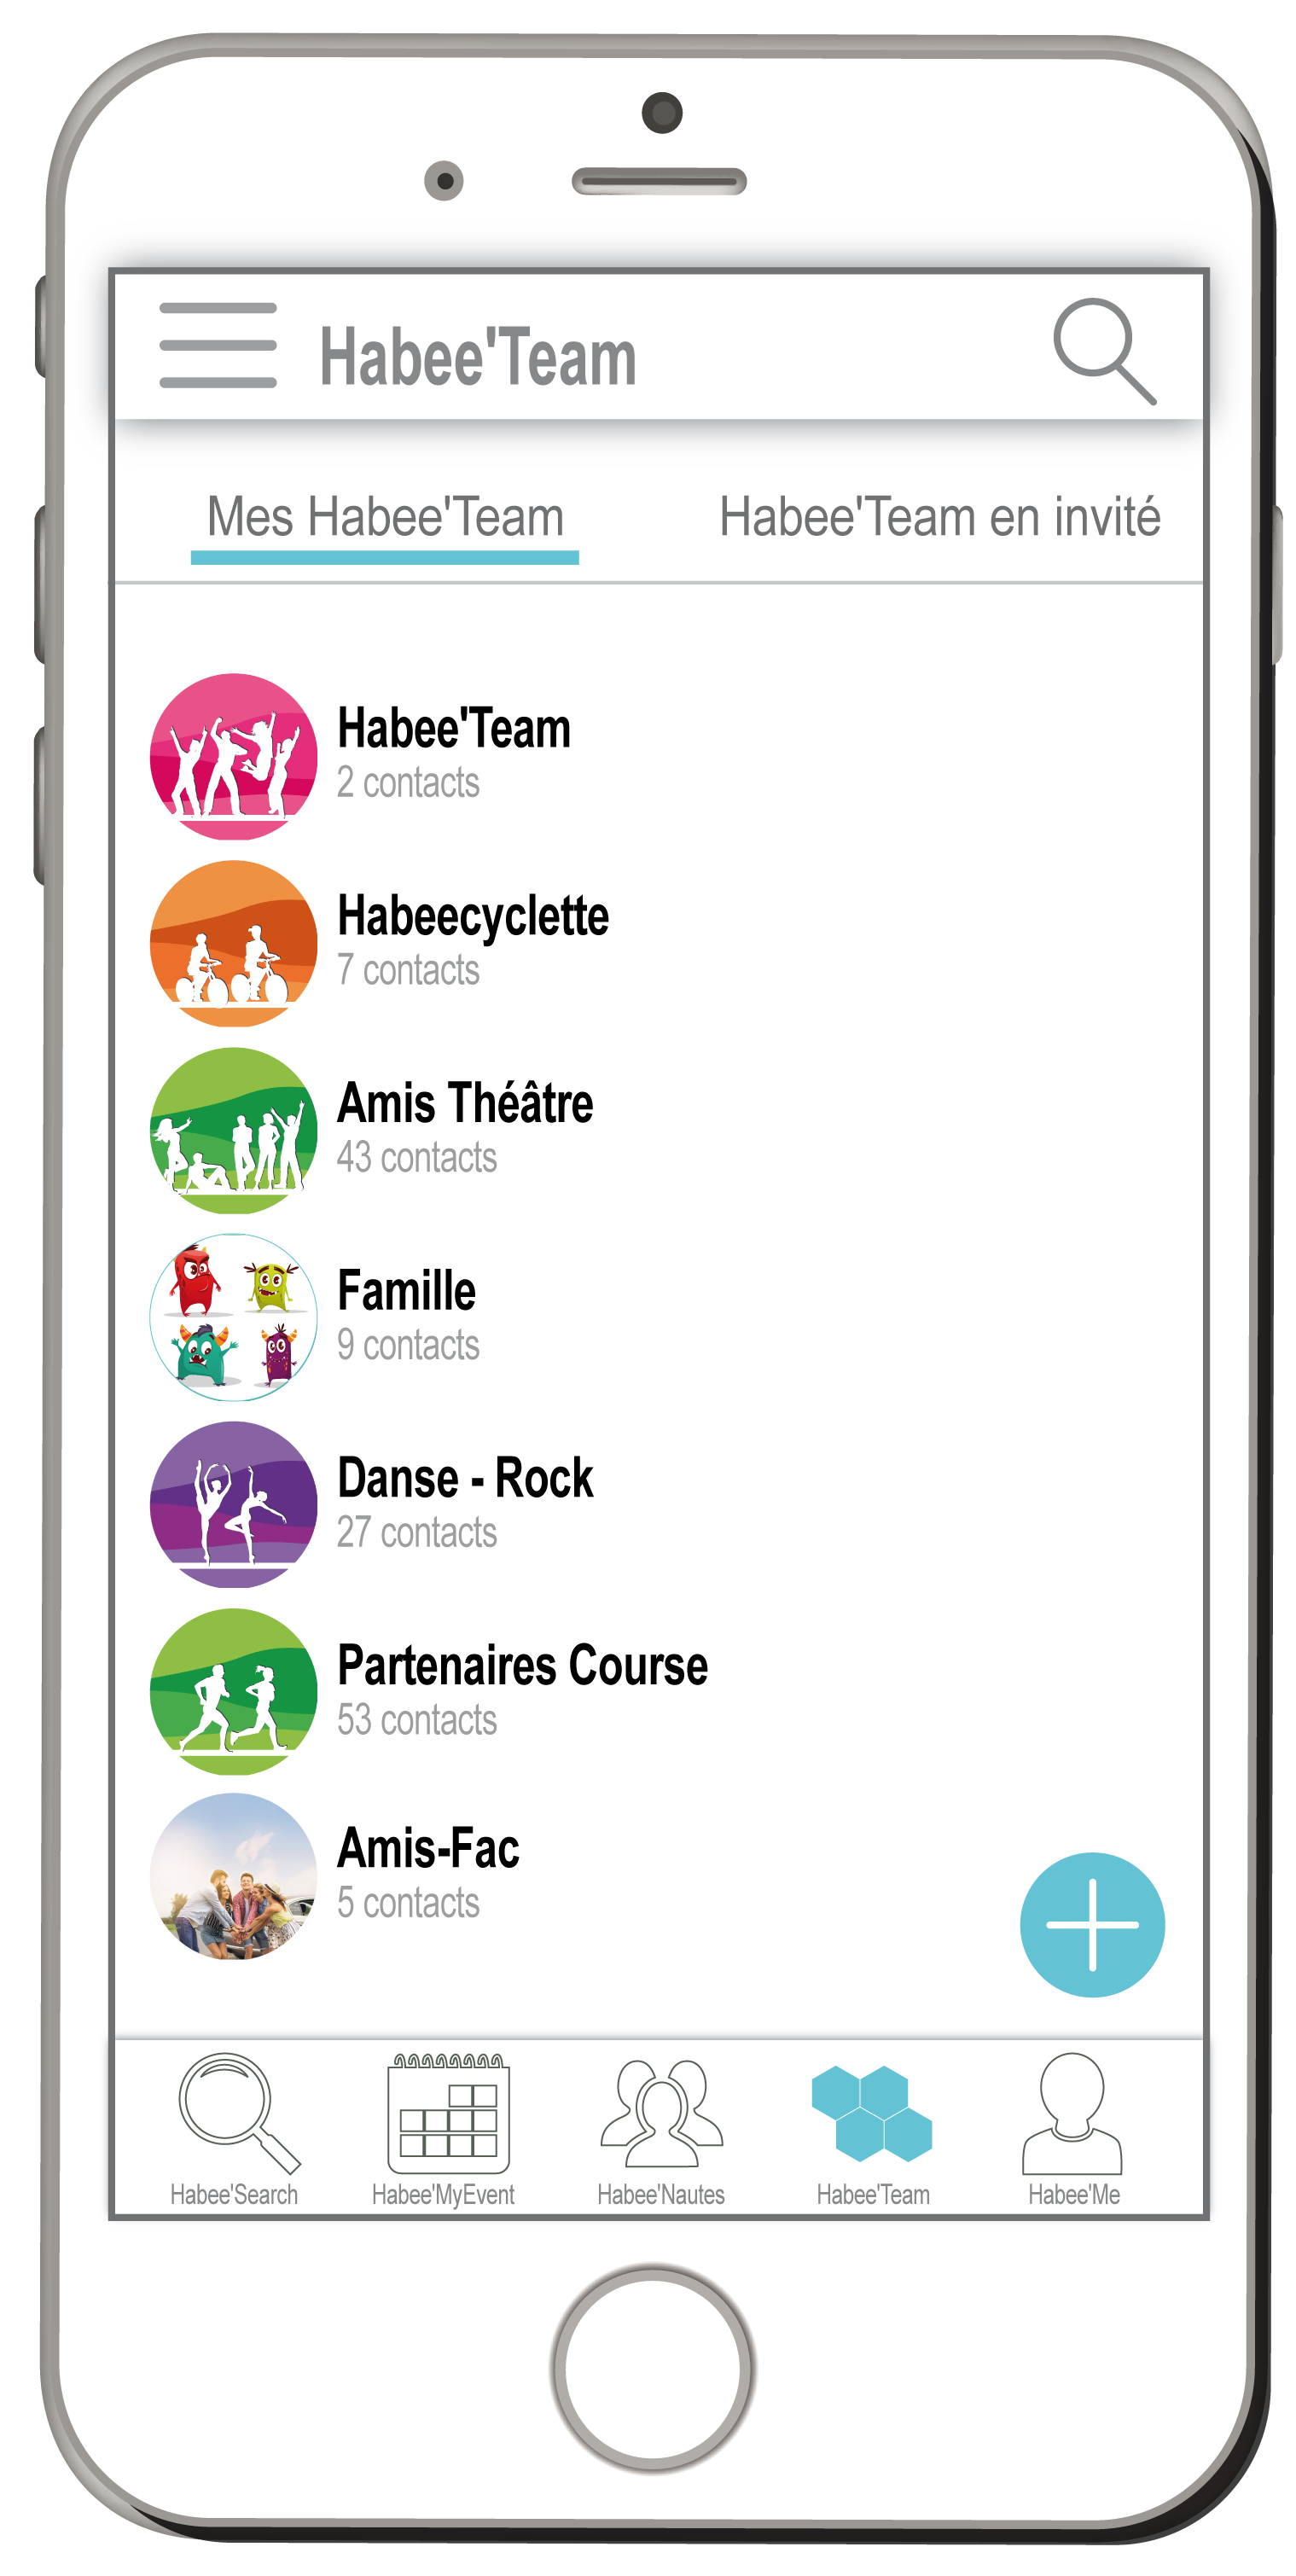 Habee'Team
Mes Habee'Team
Habee'Team en invité
Habee'Team
2 contacts
Habeecyclette
7 contacts
Amis Théâtre
43 contacts
Famille
9 contacts
Danse - Rock
27 contacts
Partenaires Course
53 contacts
Amis-Fac
5 contacts
Habee'Search
Habee'MyEvent
Habee'Nautes
Habee'Team
Habee'Me